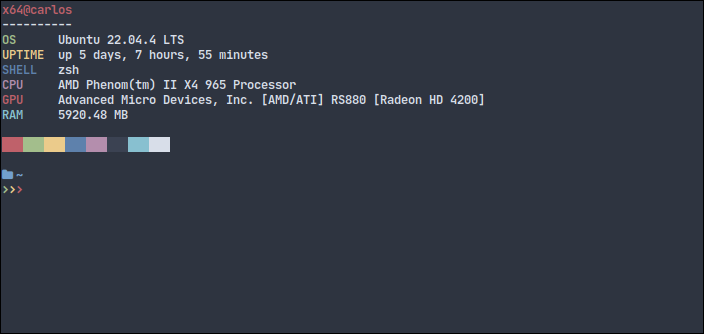 x64@carlos
----------
OS Ubuntu 22.04.4 LTS
UPTIME up 5 days, 7 hours, 55 minutes
SHELL zsh
CPU AMD Phenom(tm) II X4 965 Processor
GPU Advanced Micro Devices, Inc. [AMD/ATI] RS880 [Radeon HD 4200]
RAM 5920.48 MB
~
❯❯❯